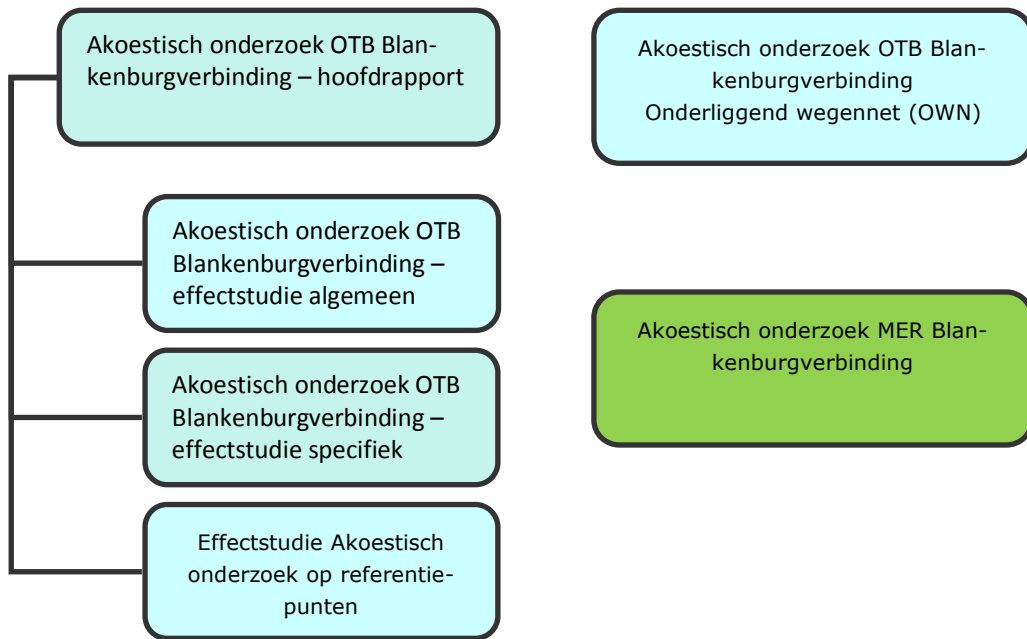 Akoestisch onderzoek OTB Blan-
kenburgverbinding – hoofdrapport
Akoestisch onderzoek OTB
Blankenburgverbinding –
effectstudie algemeen
Akoestisch onderzoek OTB
Blankenburgverbinding –
effectstudie specifiek
Effectstudie Akoestisch
onderzoek op referentie-
punten
Akoestisch onderzoek OTB Blan-
kenburgverbinding
Onderliggend wegennet (OWN)
Akoestisch onderzoek MER Blan-
kenburgverbinding